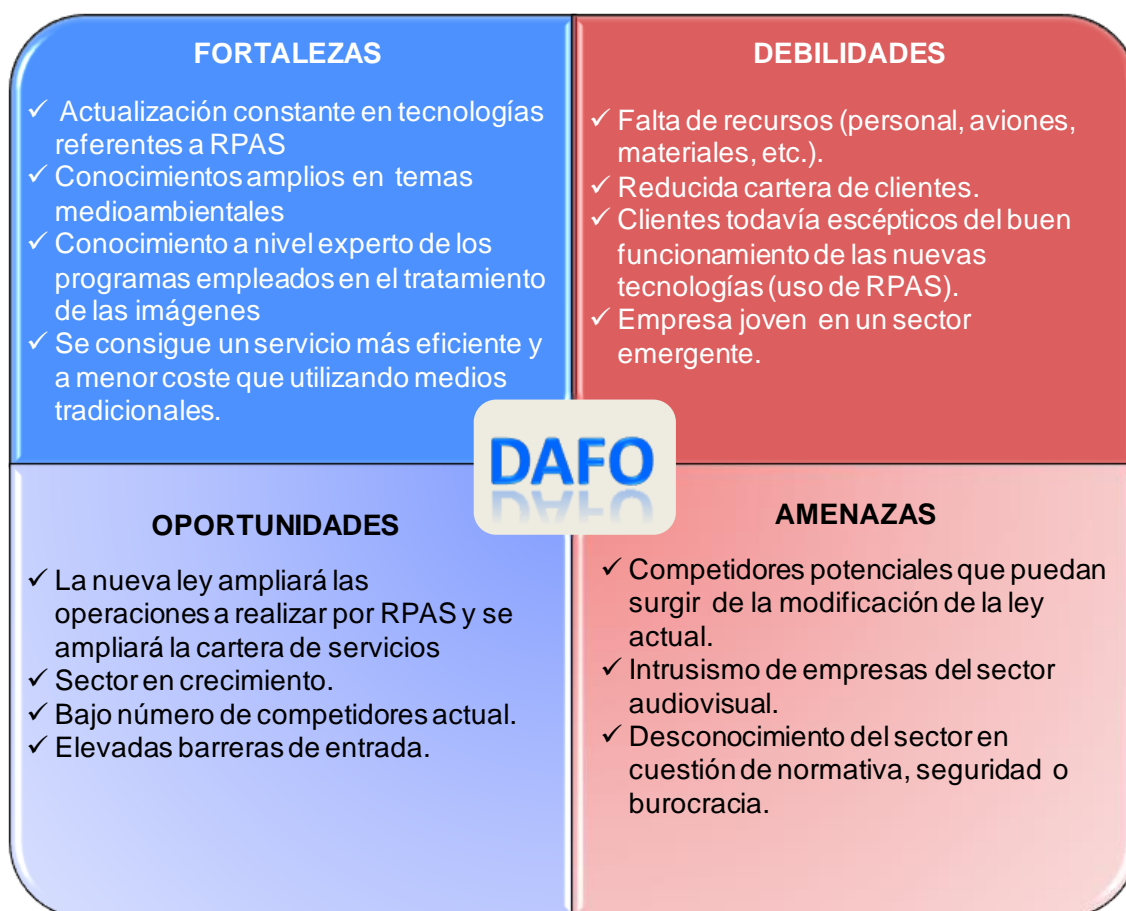 FORTALEZAS
✓ Actualización constante en tecnologías
referentes a RPAS
✓ Conocimientos amplios en temas
medioambientales
✓ Conocimiento a nivel experto de los
programas empleados en el tratamiento
de las imágenes
✓ Se consigue un servicio más eficiente y
a menor coste que utilizando medios
tradicionales.
DEBILIDADES
✓ Falta de recursos (personal, aviones,
materiales, etc.).
✓ Reducida cartera de clientes.
✓ Clientes todavía escépticos del buen
funcionamiento de las nuevas
tecnologías (uso de RPAS).
✓ Empresa joven en un sector
emergente.
DAFO
OPORTUNIDADES
✓ La nueva ley ampliará las
operaciones a realizar por RPAS y se
ampliará la cartera de servicios
✓ Sector en crecimiento.
✓ Bajo número de competidores actual.
✓ Elevadas barreras de entrada.
AMENAZAS
✓ Competidores potenciales que puedan
surgir de la modificación de la ley
actual.
✓ Intrusismo de empresas del sector
audiovisual.
✓ Desconocimiento del sector en
cuestión de normativa, seguridad o
burocracia.